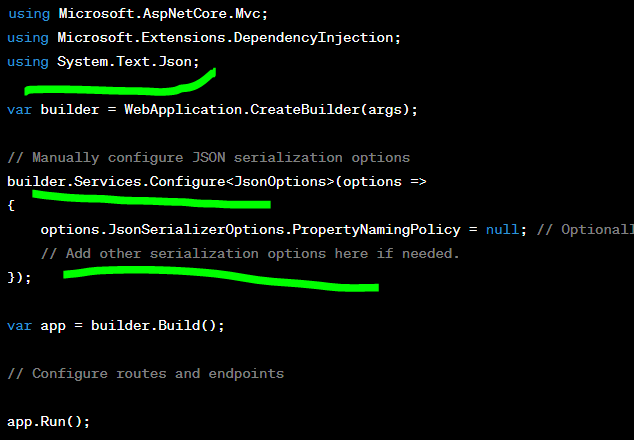 using Microsoft.AspNetCore.Mvc;
using Microsoft.Extensions.DependencyInjection;
using System.Text.Json;
var builder = WebApplication.CreateBuilder(args);
// Manually configure JSON serialization options
builder.Services.Configure<JsonOptions>(options =>
{
    options.JsonSerializerOptions.PropertyNamingPolicy = null; // Optionall
    // Add other serialization options here if needed.
});
var app = builder.Build();
// Configure routes and endpoints
app.Run();